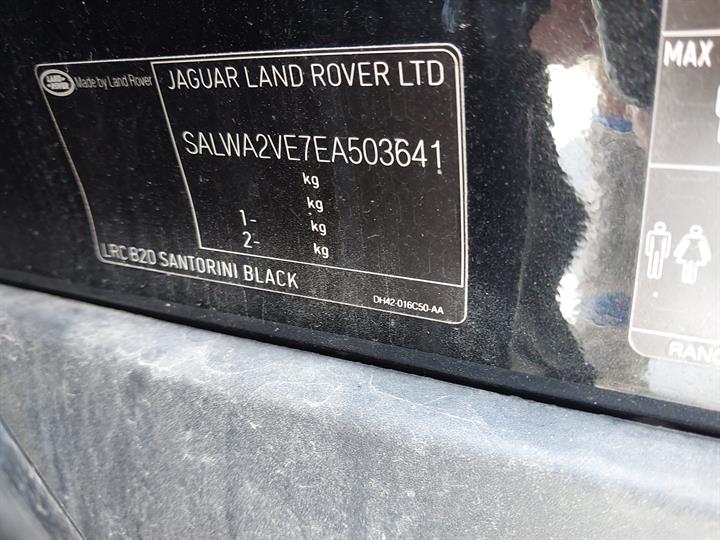 LAND ROVER
Made by Land Rover
JAGUAR LAND ROVER LTD
SALWA2VE7EA503641
kg
kg
1- kg
2- kg
LRC B20 SANTORINI BLACK
DH42-016C50-AA
MAX